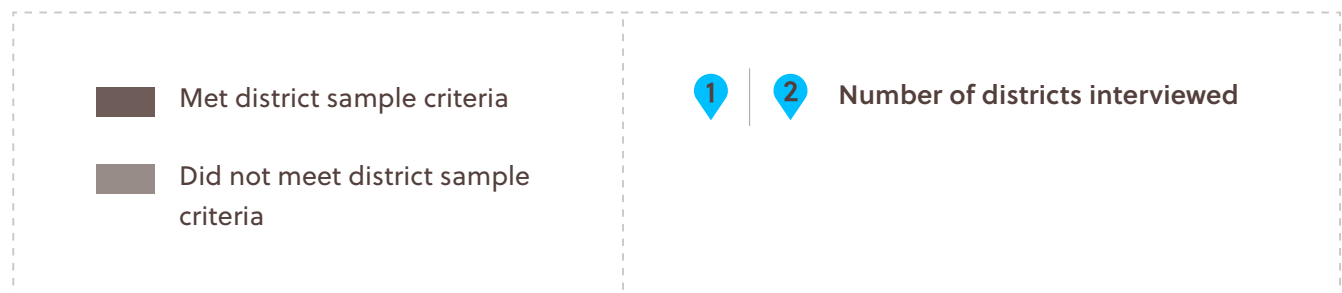 Met district sample criteria
Did not meet district sample
criteria
1 2 Number of districts interviewed